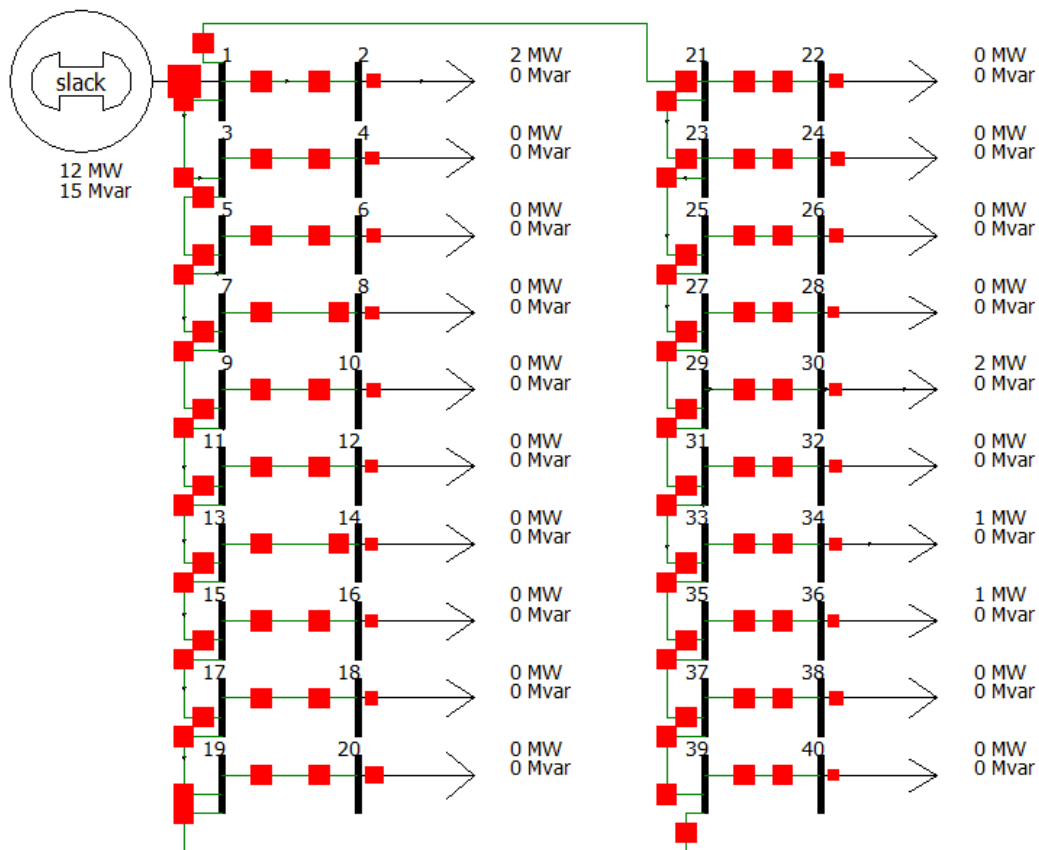 slack
12 MW
15 Mvar
1 2 2 MW
0 Mvar
3 4 0 MW
0 Mvar
5 6 0 MW
0 Mvar
7 8 0 MW
0 Mvar
9 10 0 MW
0 Mvar
11 12 0 MW
0 Mvar
13 14 0 MW
0 Mvar
15 16 0 MW
0 Mvar
17 18 0 MW
0 Mvar
19 20 0 MW
0 Mvar
21 22 0 MW
0 Mvar
23 24 0 MW
0 Mvar
25 26 0 MW
0 Mvar
27 28 0 MW
0 Mvar
29 30 2 MW
0 Mvar
31 32 0 MW
0 Mvar
33 34 1 MW
0 Mvar
35 36 1 MW
0 Mvar
37 38 0 MW
0 Mvar
39 40 0 MW
0 Mvar